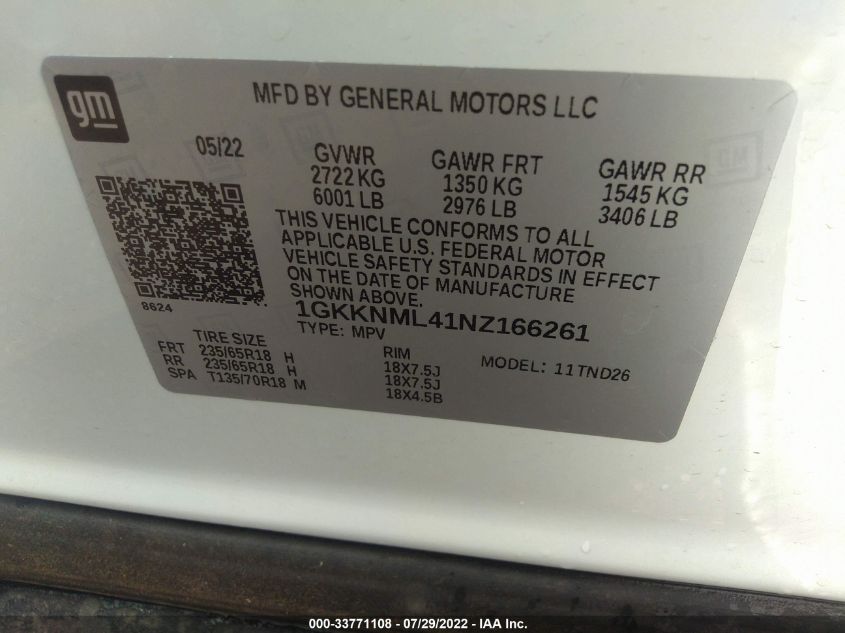 gm
MFD BY GENERAL MOTORS LLC
05/22
GVWR
2722 KG
6001 LB
GAWR FRT
1350 KG
2976 LB
GAWR RR
1545 KG
3406 LB
THIS VEHICLE CONFORMS TO ALL
APPLICABLE U.S. FEDERAL MOTOR
VEHICLE SAFETY STANDARDS IN EFFECT
ON THE DATE OF MANUFACTURE
SHOWN ABOVE.
8624
1GKKNML41NZ166261
TYPE: MPV
TIRE SIZE
FRT 235/65R18 H
RR 235/65R18 H
SPA T135/70R18 M
RIM
18X7.5J
18X7.5J
18X4.5B
MODEL: 11TND26
000-33771108 - 07/29/2022 - IAA Inc.